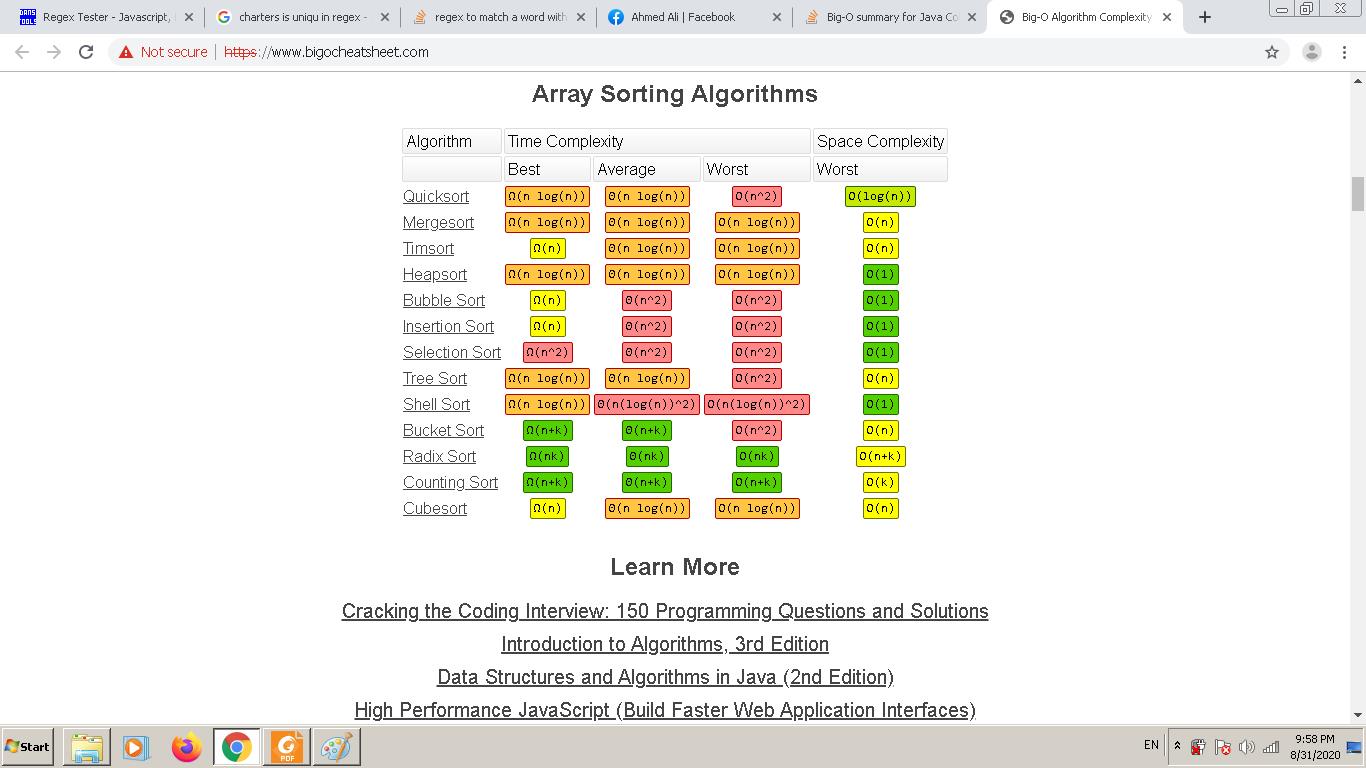 DANS TOOLS Regex Tester - Javascript, charters is uniqu in regex - regex to match a word with Ahmed Ali | Facebook Big-O summary for Java Co Big-O Algorithm Complexity
Not secure | https://www.bigocheatsheet.com
Array Sorting Algorithms
Algorithm Time Complexity Space Complexity
Best Average Worst Worst
Quicksort Ω(n log(n)) Θ(n log(n)) O(n^2) O(log(n))
Mergesort Ω(n log(n)) Θ(n log(n)) O(n log(n)) O(n)
Timsort Ω(n) Θ(n log(n)) O(n log(n)) O(n)
Heapsort Ω(n log(n)) Θ(n log(n)) O(n log(n)) O(1)
Bubble Sort Ω(n) Θ(n^2) O(n^2) O(1)
Insertion Sort Ω(n) Θ(n^2) O(n^2) O(1)
Selection Sort Ω(n^2) Θ(n^2) O(n^2) O(1)
Tree Sort Ω(n log(n)) Θ(n log(n)) O(n^2) O(n)
Shell Sort Ω(n log(n)) Θ(n(log(n))^2) O(n(log(n))^2) O(1)
Bucket Sort Ω(n+k) Θ(n+k) O(n^2) O(n)
Radix Sort Ω(nk) Θ(nk) O(nk) O(n+k)
Counting Sort Ω(n+k) Θ(n+k) O(n+k) O(k)
Cubesort Ω(n) Θ(n log(n)) O(n log(n)) O(n)
Learn More
Cracking the Coding Interview: 150 Programming Questions and Solutions
Introduction to Algorithms, 3rd Edition
Data Structures and Algorithms in Java (2nd Edition)
High Performance JavaScript (Build Faster Web Application Interfaces)
Start PDF EN 9:58 PM
8/31/2020